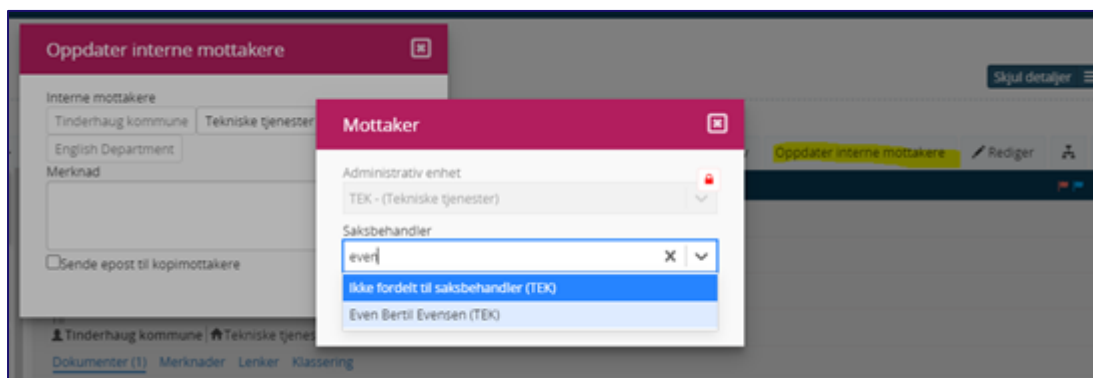 Oppdater interne mottakere
Skjul detaljer
Interne mottakere
Tinderhaug kommune
Tekniske tjenester
English Department
Merknad
Sende epost til kopimottakere
Mottaker
Administrativ enhet
TEK - (Tekniske tjenester)
Saksbehandler
even
Ikke fordelt til saksbehandler (TEK)
Even Bertil Evensen (TEK)
Oppdater interne mottakere
Rediger
Tinderhaug kommune Tekniske tjenes
Dokumenter (1) Merknader Lenker Klassering